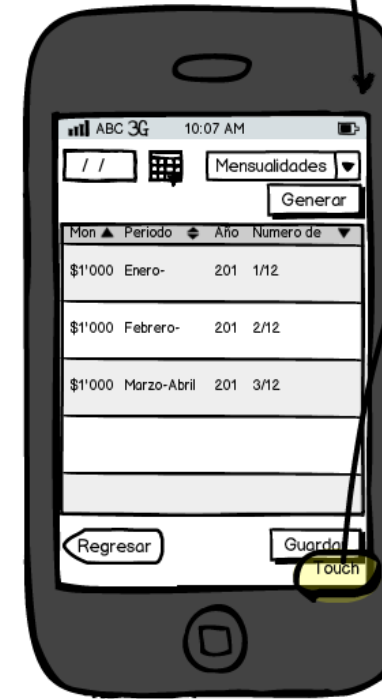 ABC 3G 10:07 AM
/ / Mensualidades
Generar
Mon Periodo Año Numero de
$1'000 Enero- 201 1/12
$1'000 Febrero- 201 2/12
$1'000 Marzo-Abril 201 3/12
Regresar Guardar
Touch